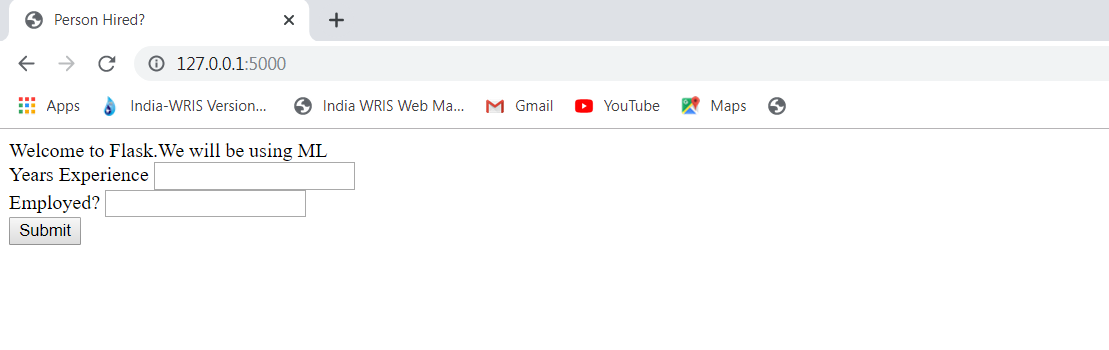 Person Hired?
127.0.0.1:5000
Apps India-WRIS Version... India WRIS Web Ma... Gmail YouTube Maps
Welcome to Flask.We will be using ML
Years Experience
Employed?
Submit